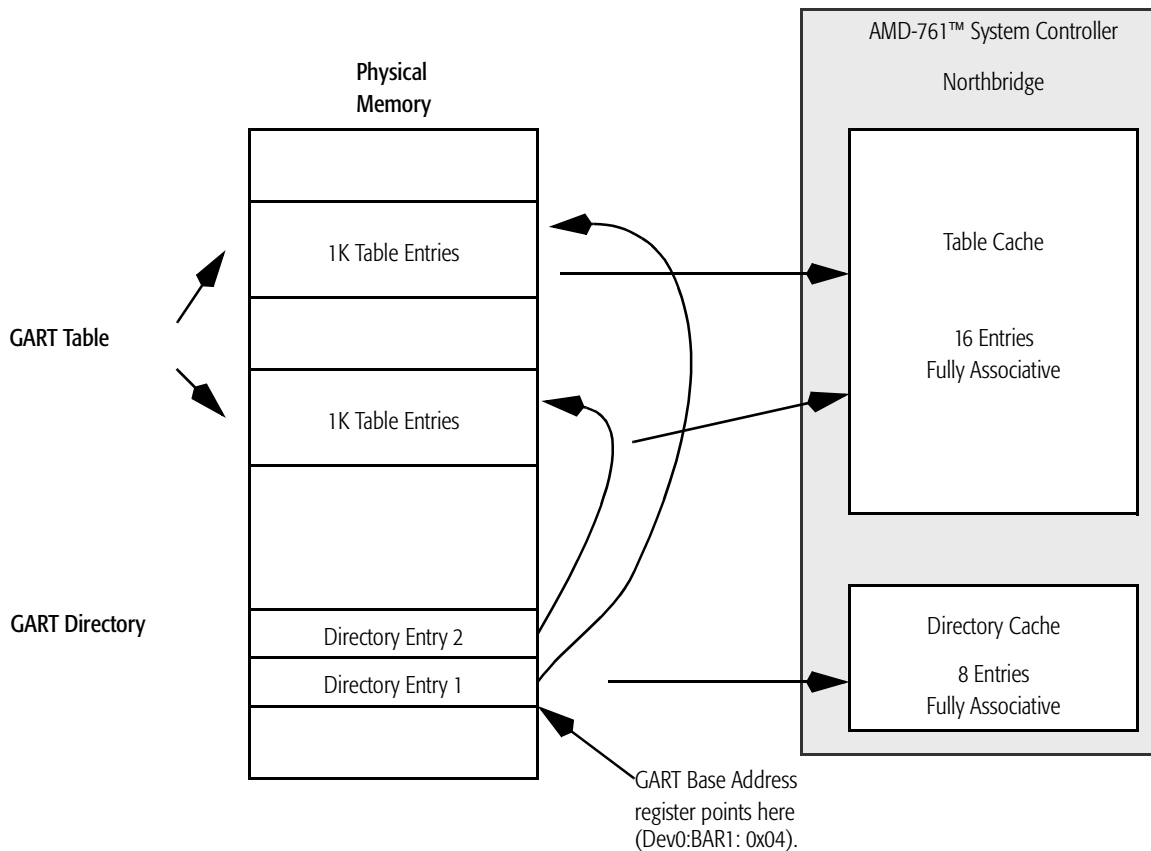 AMD-761™ System Controller
Northbridge
Physical
Memory
1K Table Entries
Table Cache
GART Table
16 Entries
Fully Associative
1K Table Entries
GART Directory
Directory Entry 2
Directory Entry 1
Directory Cache
8 Entries
Fully Associative
GART Base Address
register points here
(Dev0:BAR1: 0x04).